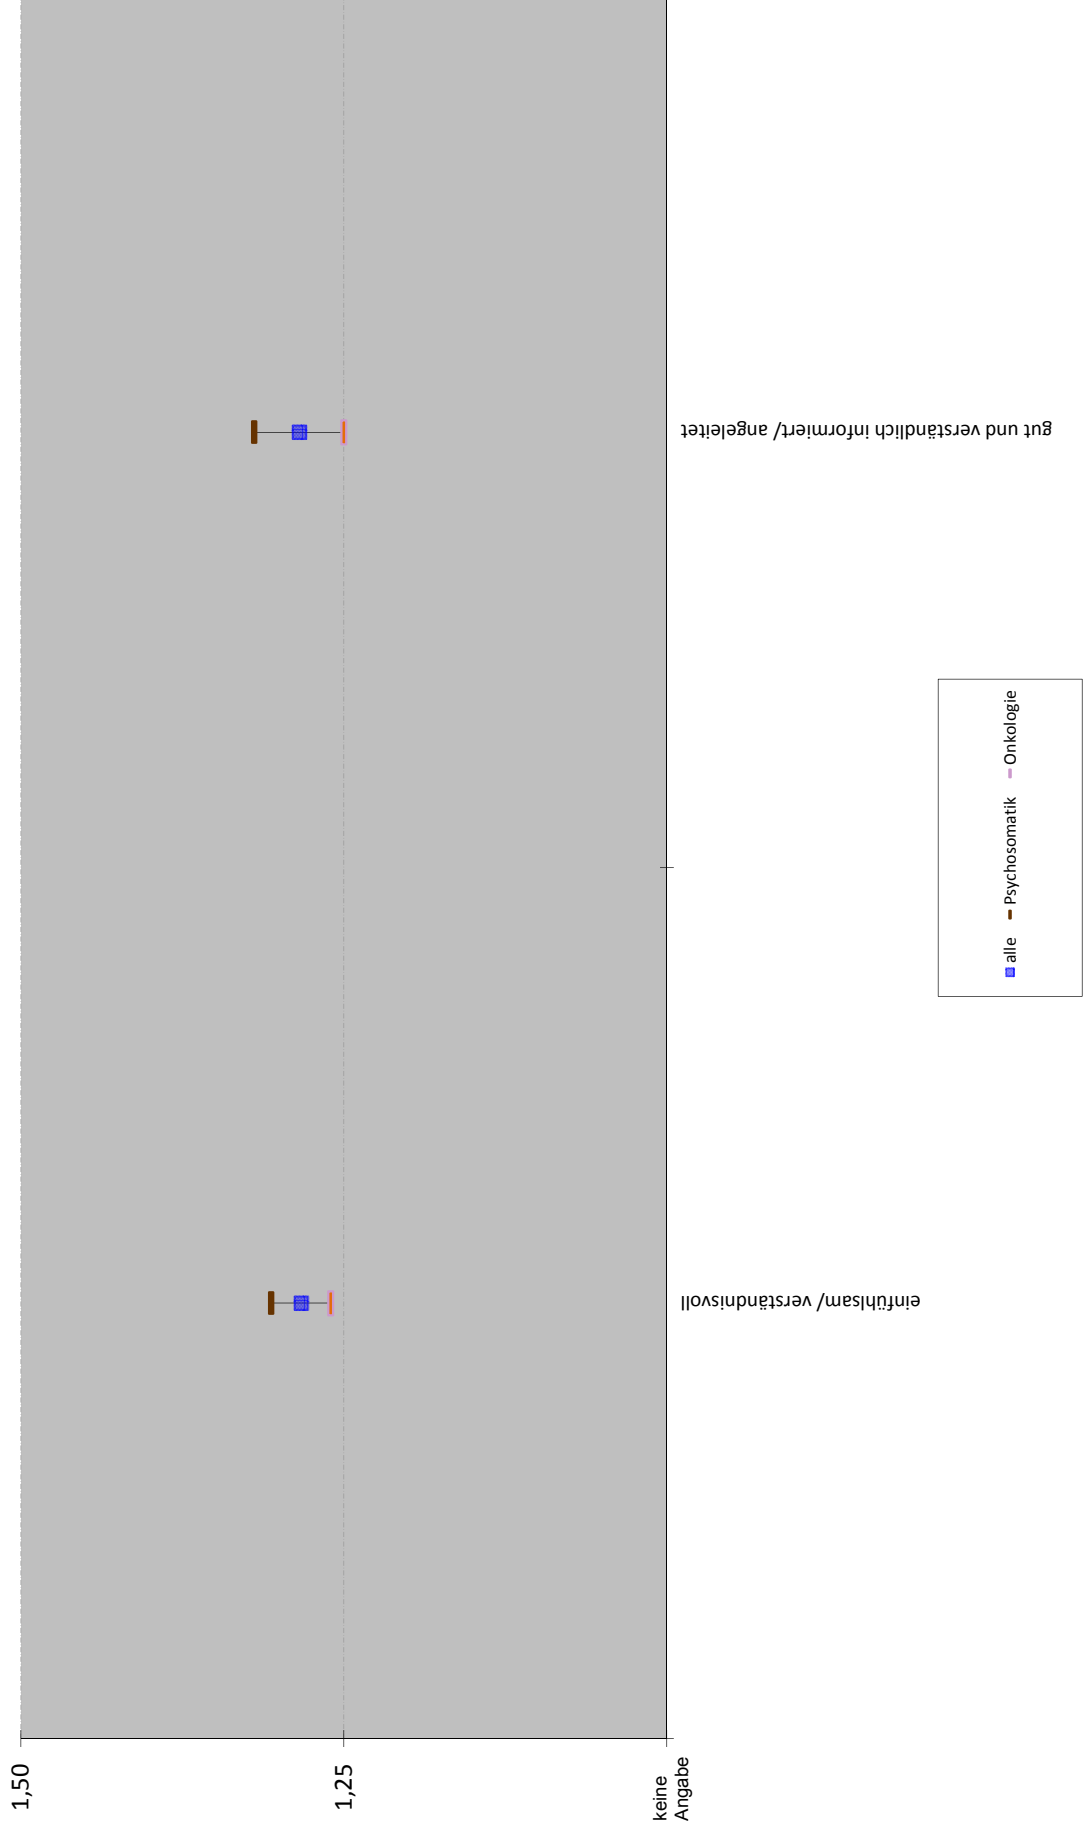 1,50
1,25
keine
Angabe
einfühlsam/ verständnisvoll
gut und verständlich informiert/ angeleitet
alle Psychosomatik Onkologie